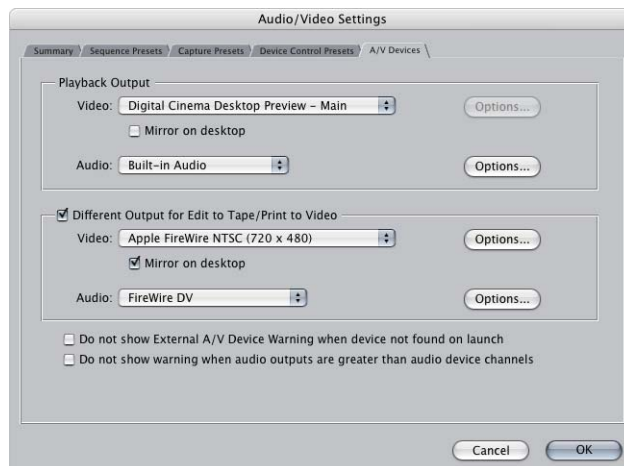 Audio/Video Settings
Summary Sequence Presets Capture Presets Device Control Presets A/V Devices
Playback Output
Video: Digital Cinema Desktop Preview – Main Options...
Mirror on desktop
Audio: Built-in Audio Options...
Different Output for Edit to Tape/Print to Video
Video: Apple FireWire NTSC (720 x 480) Options...
Mirror on desktop
Audio: FireWire DV Options...
Do not show External A/V Device Warning when device not found on launch
Do not show warning when audio outputs are greater than audio device channels
Cancel OK